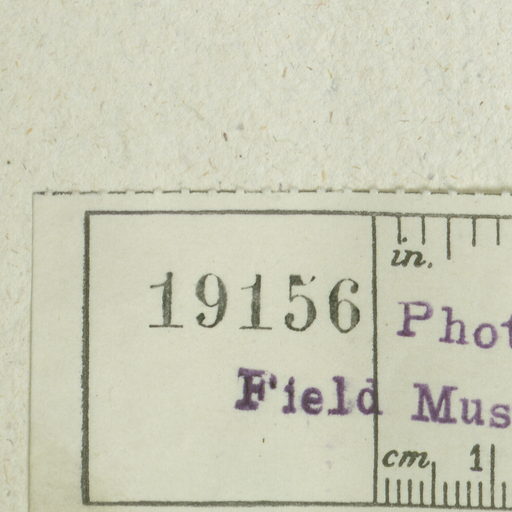 in.
19156
Phot
Field Mus
cm 1